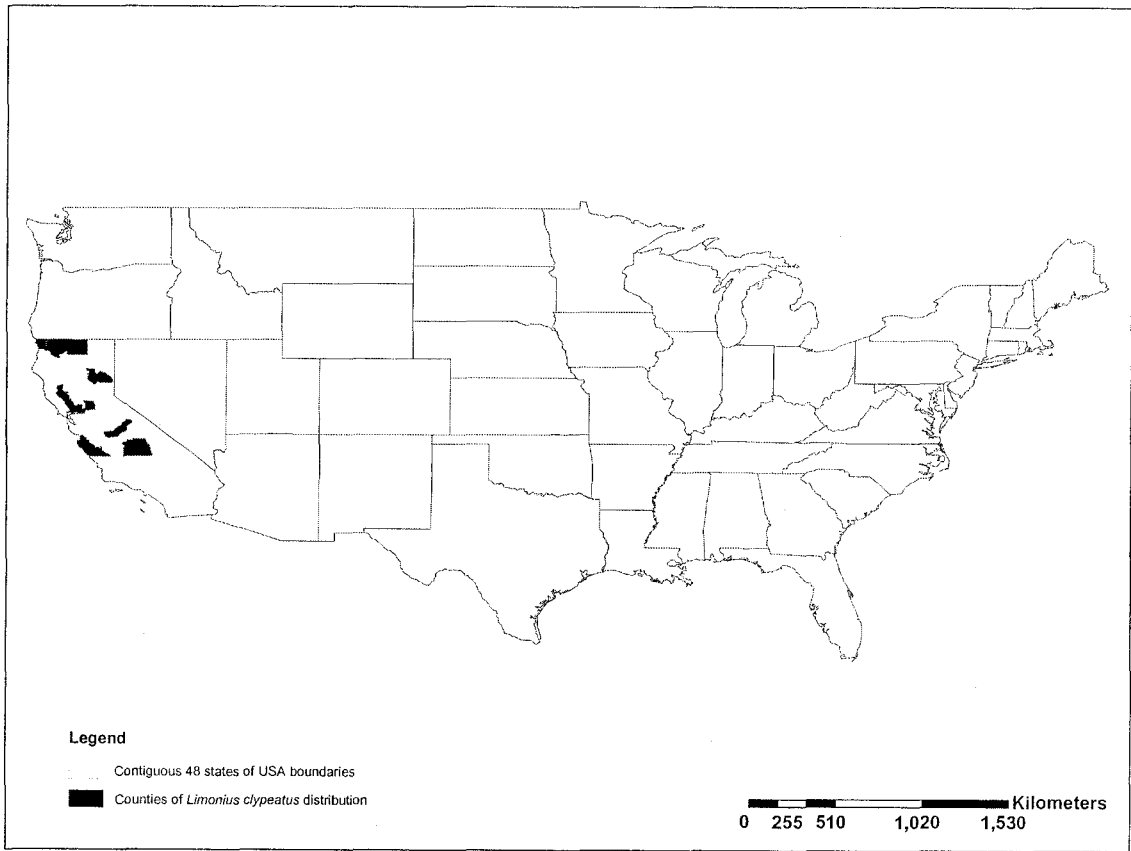 Legend
Contiguous 48 states of USA boundaries
Counties of Limonius clypeatus distribution
Kilometers
0 255 510 1,020 1,530